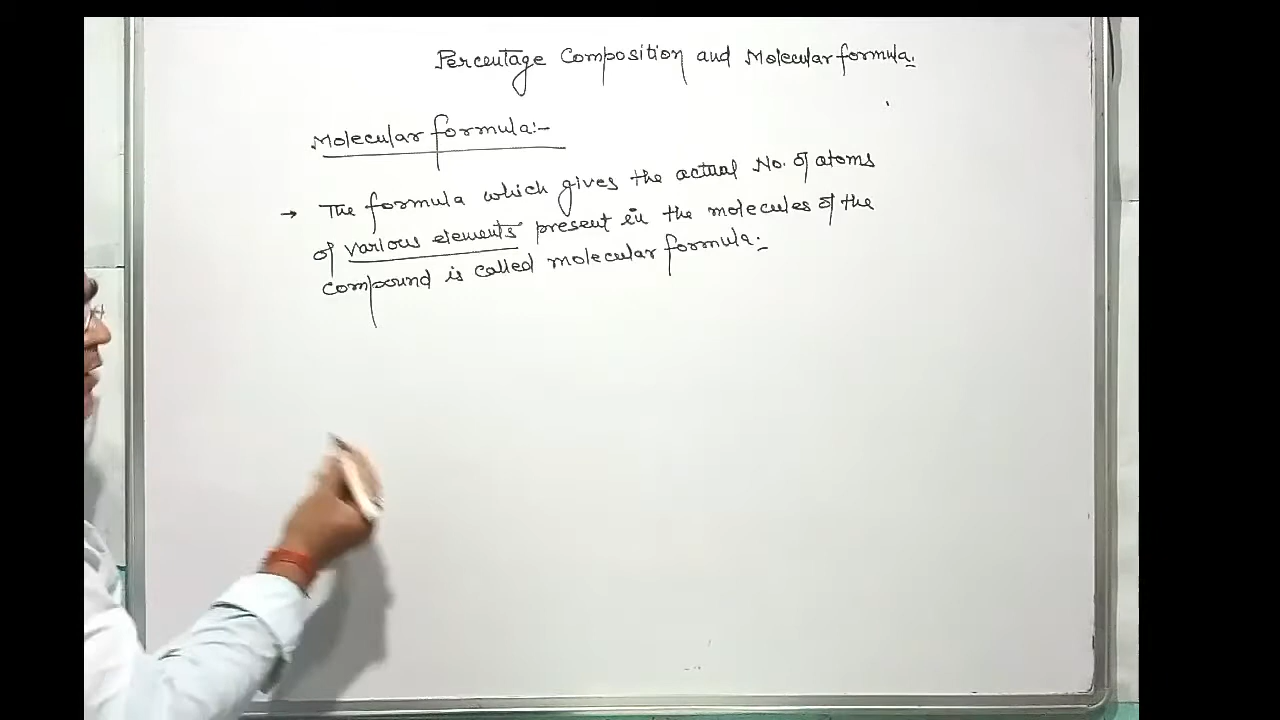 Percentage Composition and Molecular formula.
Molecular formula:-
→ The formula which gives the actual No. of atoms
of various elements present in the molecules of the
compound is called molecular formula:-